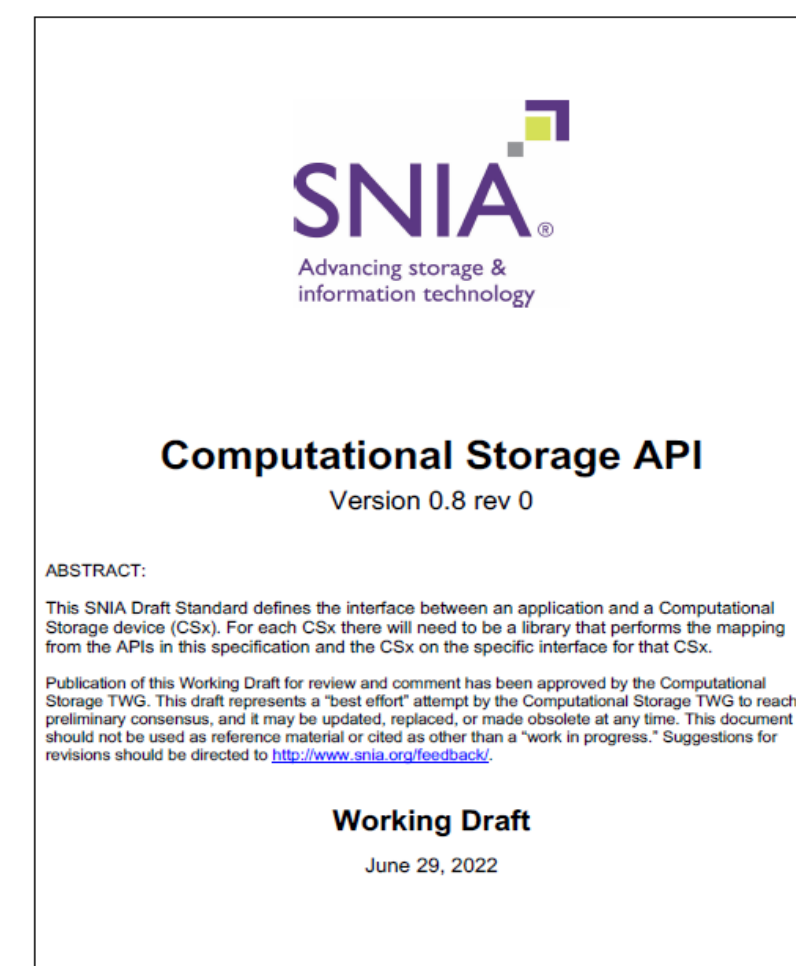 SNIA®
Advancing storage &
information technology
Computational Storage API
Version 0.8 rev 0
ABSTRACT:
This SNIA Draft Standard defines the interface between an application and a Computational
Storage device (CSx). For each CSx there will need to be a library that performs the mapping
from the APIs in this specification and the CSx on the specific interface for that CSx.
Publication of this Working Draft for review and comment has been approved by the Computational
Storage TWG. This draft represents a “best effort” attempt by the Computational Storage TWG to reach
preliminary consensus, and it may be updated, replaced, or made obsolete at any time. This document
should not be used as reference material or cited as other than a “work in progress.” Suggestions for
revisions should be directed to http://www.snia.org/feedback/.
Working Draft
June 29, 2022